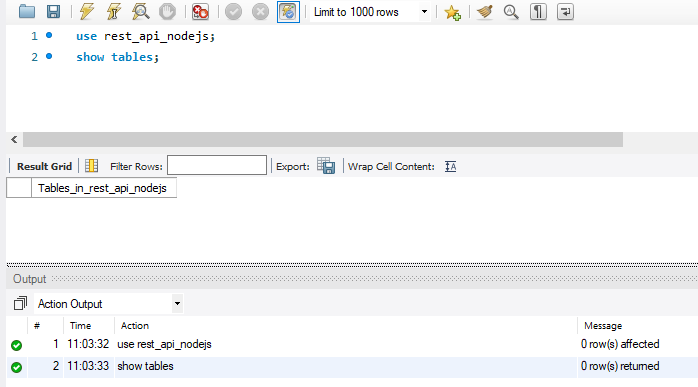 Limit to 1000 rows
1 use rest_api_nodejs;
2 show tables;
Result Grid Filter Rows: Export: Wrap Cell Content:
Tables_in_rest_api_nodejs
Output
Action Output
# Time Action Message
1 11:03:32 use rest_api_nodejs 0 row(s) affected
2 11:03:33 show tables 0 row(s) returned